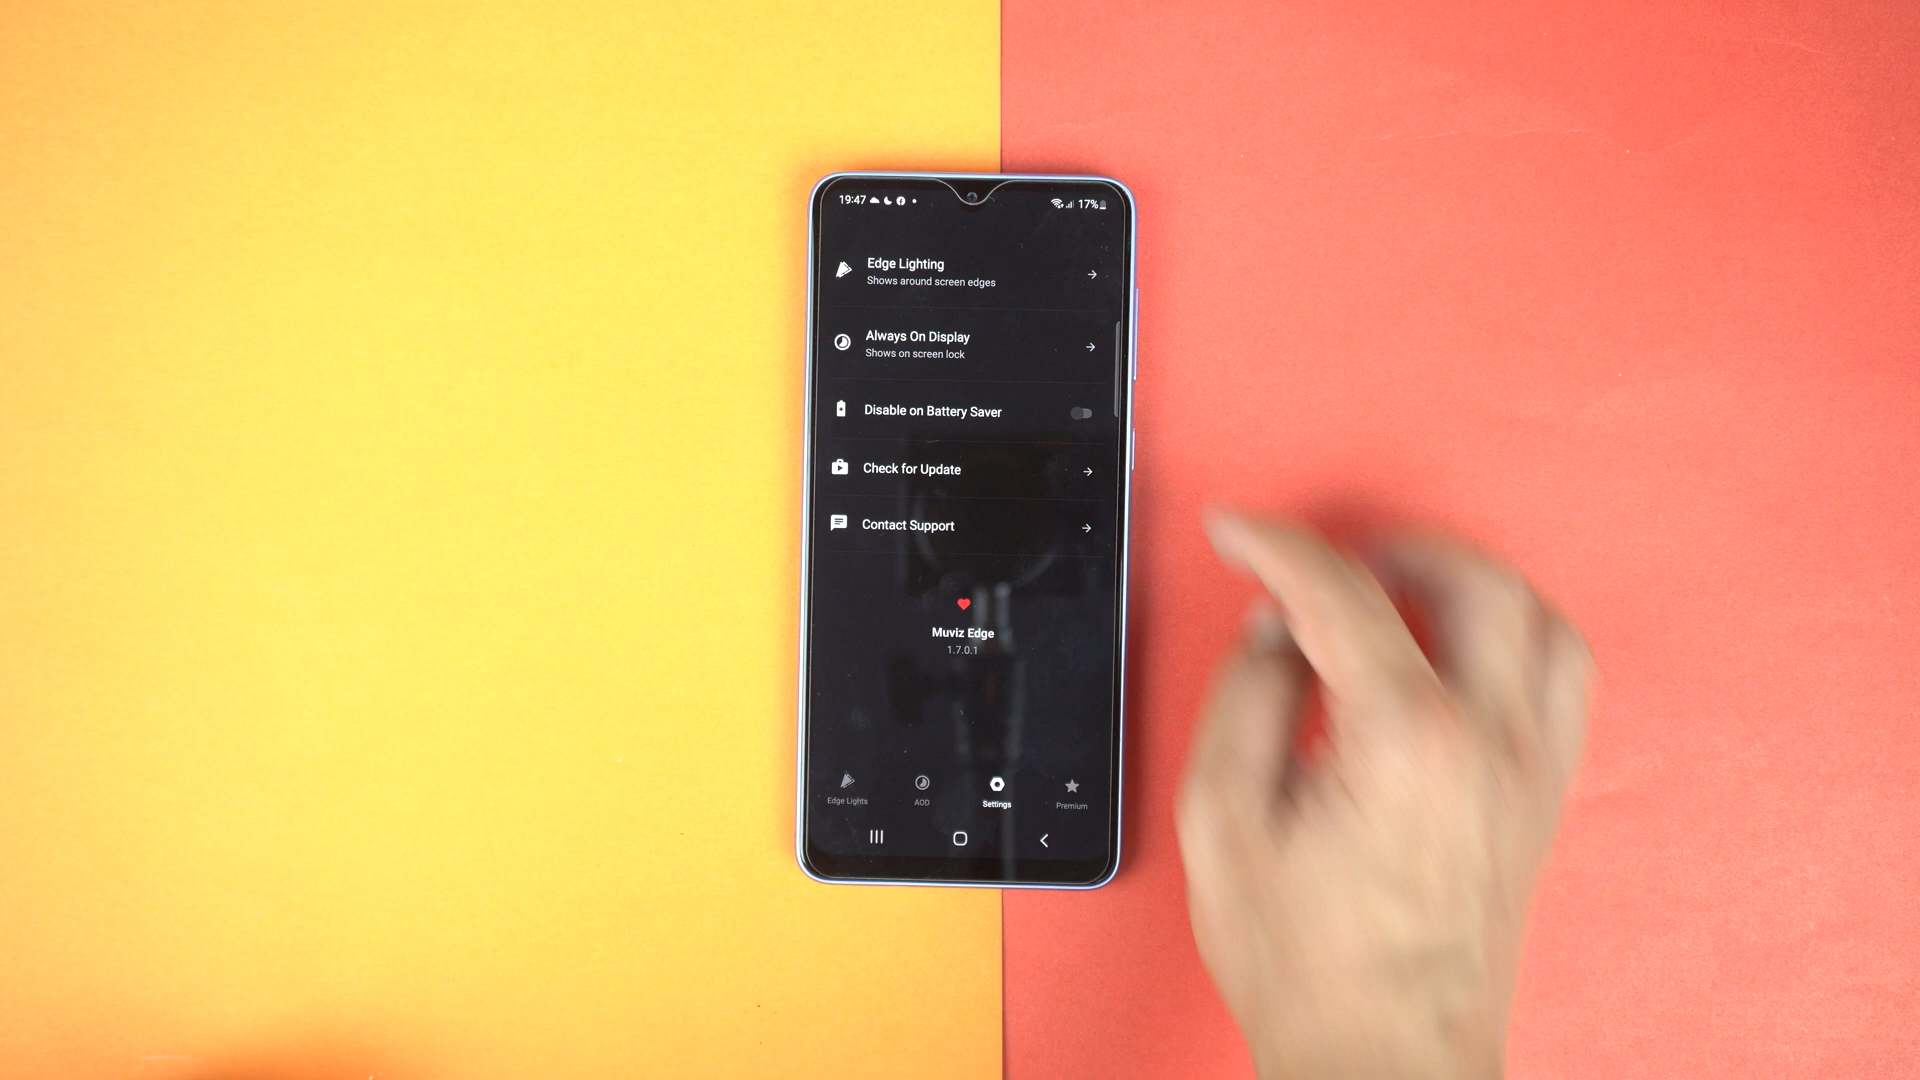 19:47
17%
Edge Lighting
Shows around screen edges
Always On Display
Shows on screen lock
Disable on Battery Saver
Check for Update
Contact Support
Muviz Edge
1.7.0.1
Edge Lights AOD Settings Premium